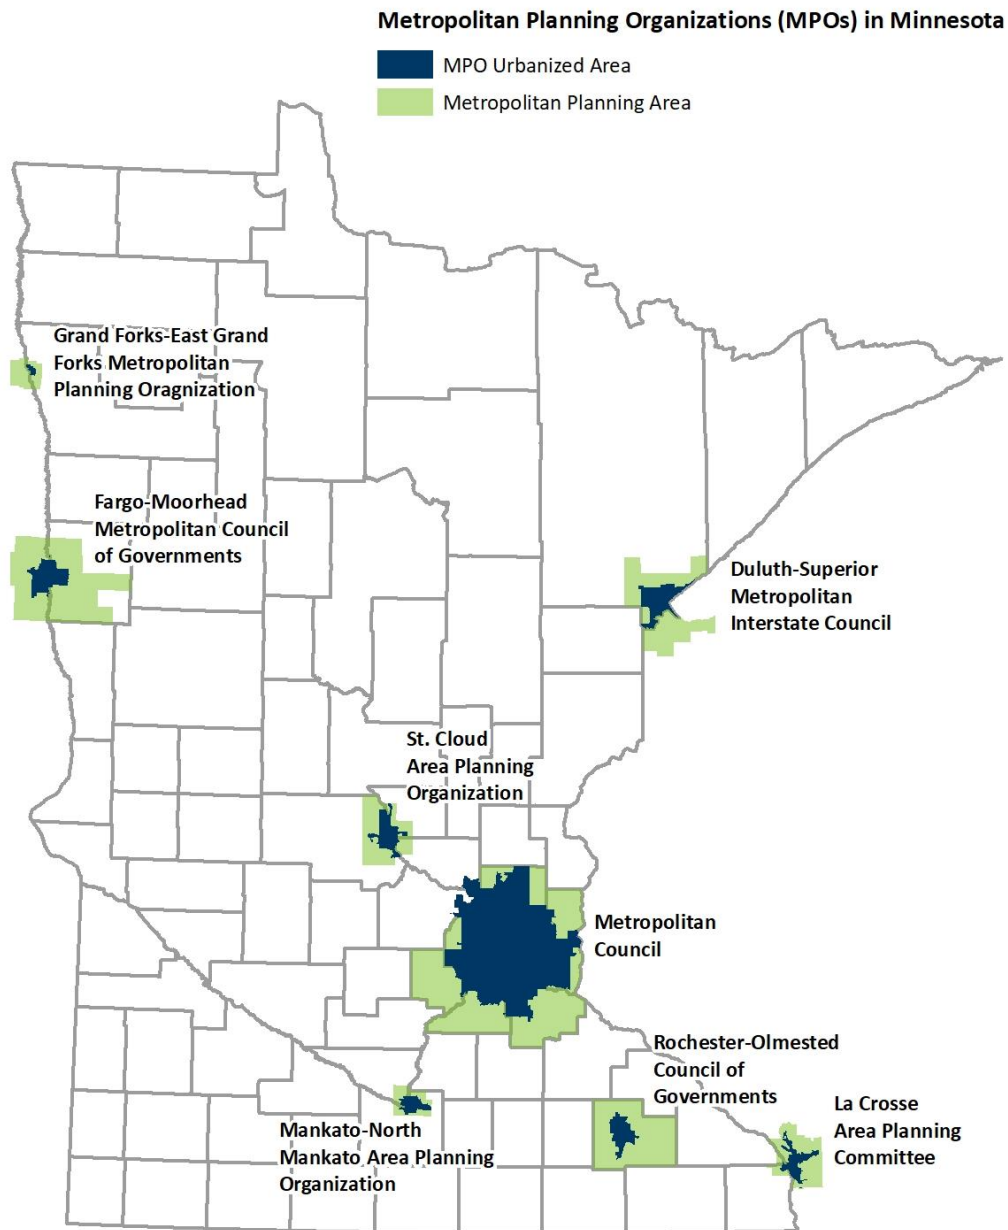 Metropolitan Planning Organizations (MPOs) in Minnesota
MPO Urbanized Area
Metropolitan Planning Area
Grand Forks-East Grand
Forks Metropolitan
Planning Oragnization
Fargo-Moorhead
Metropolitan Council
of Governments
Duluth-Superior
Metropolitan
Interstate Council
St. Cloud
Area Planning
Organization
Metropolitan
Council
Rochester-Olmested
Council of
Governments
La Crosse
Area Planning
Committee
Mankato-North
Mankato Area Planning
Organization